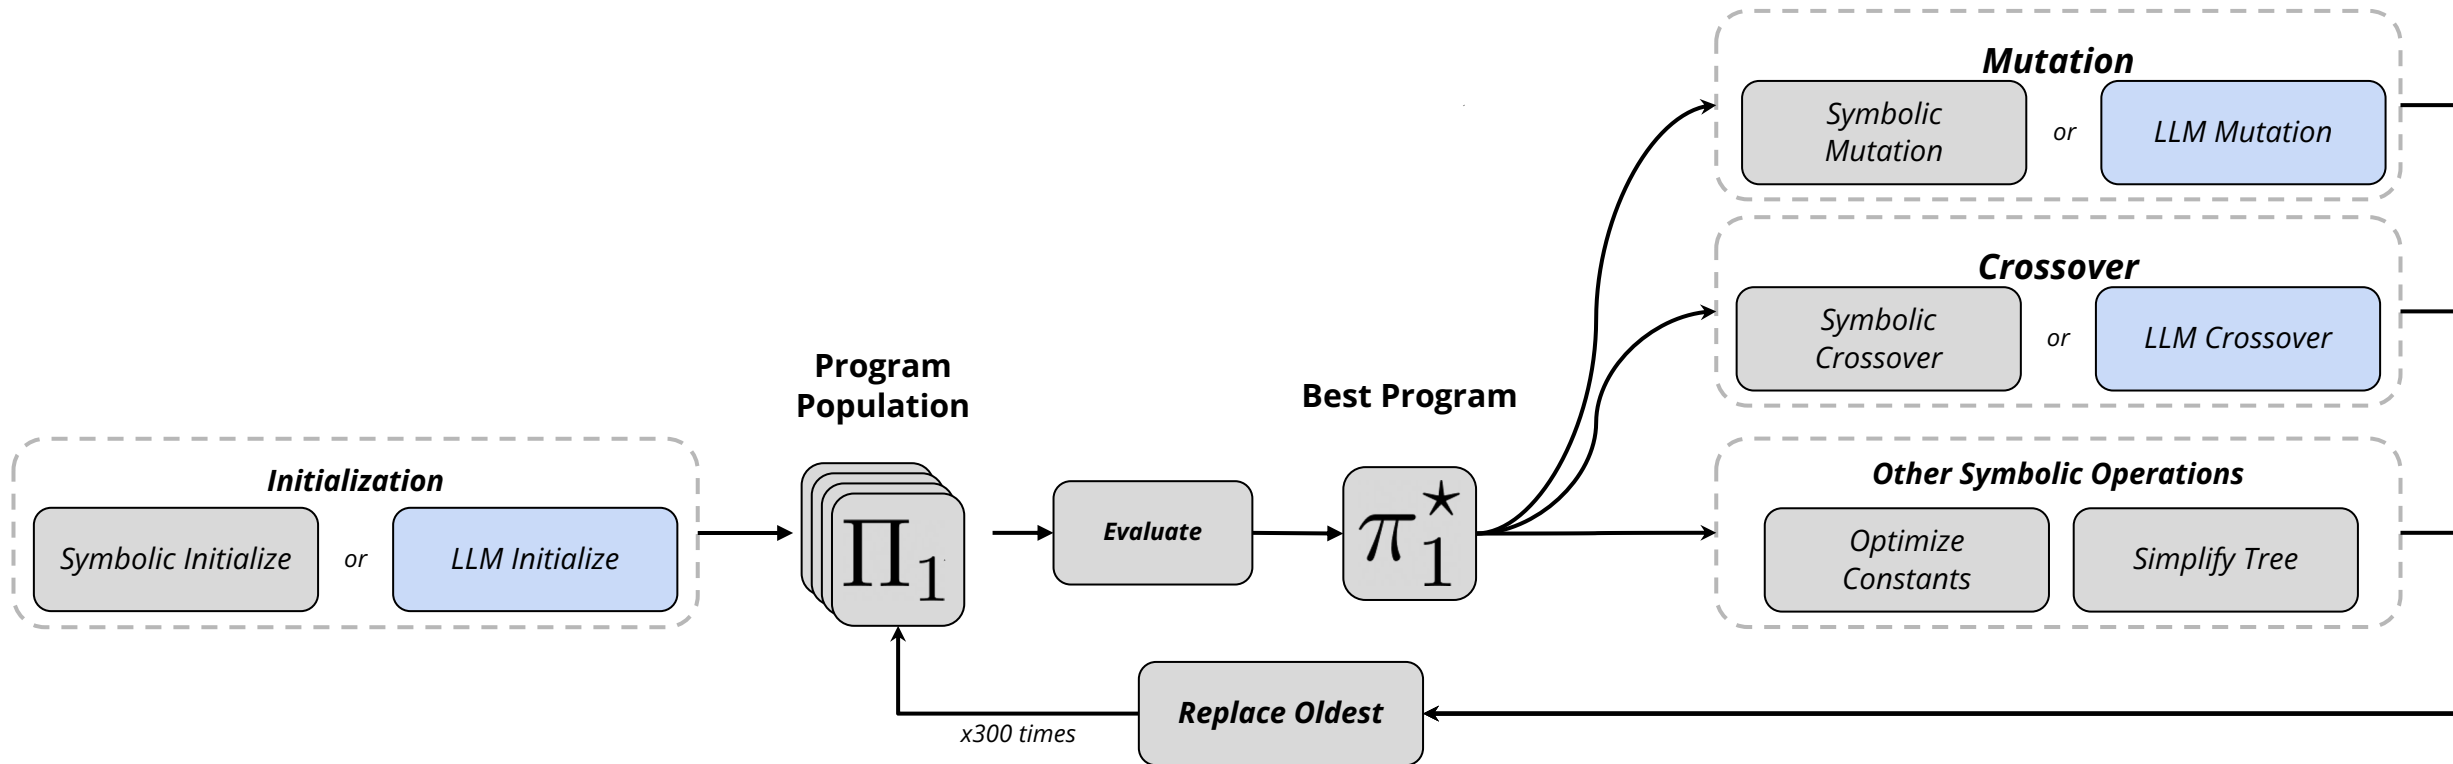 Mutation
Symbolic
Mutation
or
LLM Mutation
Crossover
Symbolic
Crossover
or
LLM Crossover
Program
Population
Best Program
Initialization
Symbolic Initialize
or
LLM Initialize
Π₁
Evaluate
π₁★
Other Symbolic Operations
Optimize
Constants
Simplify Tree
Replace Oldest
x300 times